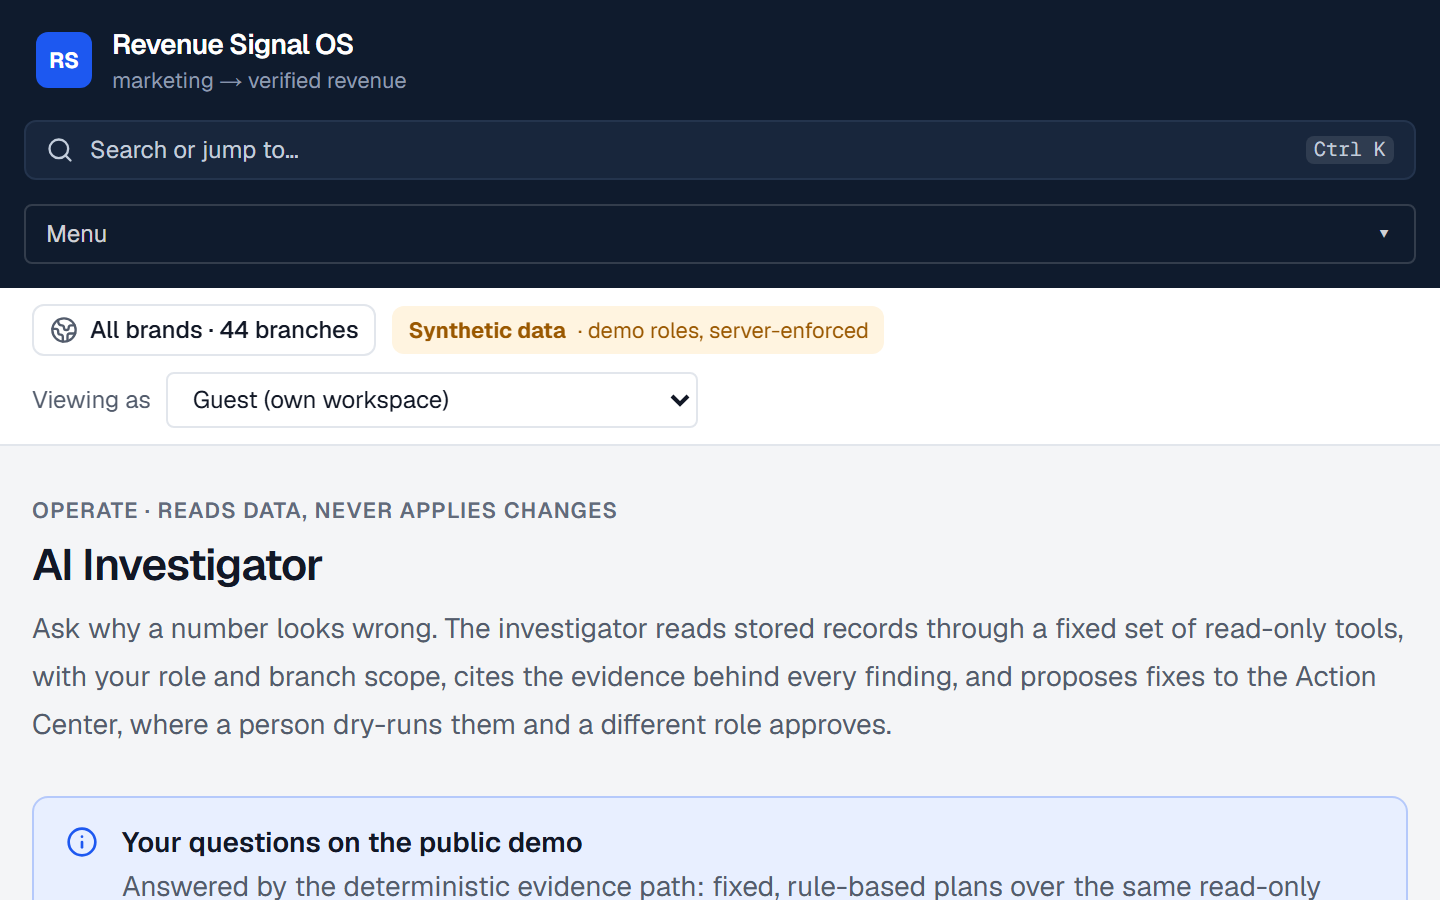 RS
Revenue Signal OS
marketing → verified revenue
Search or jump to...
Ctrl K
Menu
All brands · 44 branches
Synthetic data · demo roles, server-enforced
Viewing as
Guest (own workspace)
OPERATE · READS DATA, NEVER APPLIES CHANGES
AI Investigator
Ask why a number looks wrong. The investigator reads stored records through a fixed set of read-only tools,
with your role and branch scope, cites the evidence behind every finding, and proposes fixes to the Action
Center, where a person dry-runs them and a different role approves.
Your questions on the public demo
Answered by the deterministic evidence path: fixed, rule-based plans over the same read-only